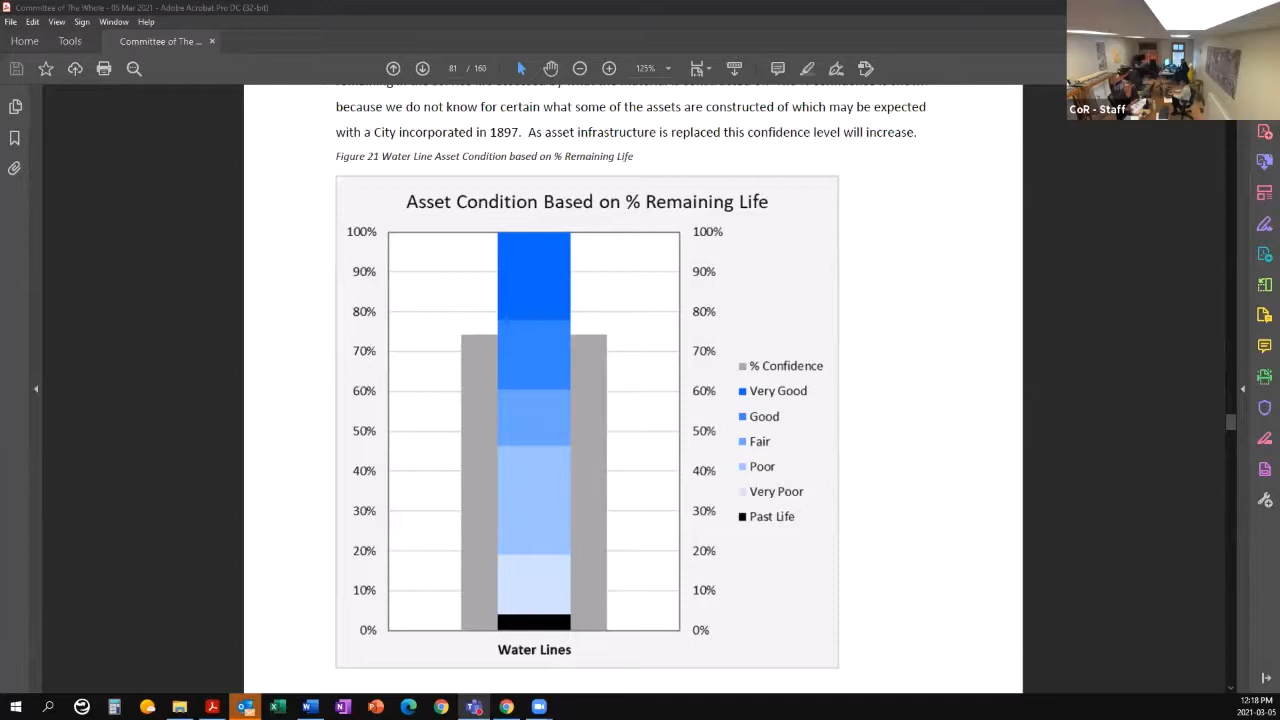 Committee of The Whole - 05 Mar 2021 - Adobe Acrobat Pro DC (32-bit)
File Edit View Sign Window Help
Home Tools Committee of The ... ×
81 / 160 125%
CoR - Staff
because we do not know for certain what some of the assets are constructed of which may be expected
with a City incorporated in 1897. As asset infrastructure is replaced this confidence level will increase.
Figure 21 Water Line Asset Condition based on % Remaining Life
Asset Condition Based on % Remaining Life
100% 100%
90% 90%
80% 80%
70% 70%
% Confidence
60% 60%
Very Good
Good
50% 50%
Fair
40% 40%
Poor
Very Poor
30% 30%
Past Life
20% 20%
10% 10%
0% 0%
Water Lines
12:18 PM
2021-03-05